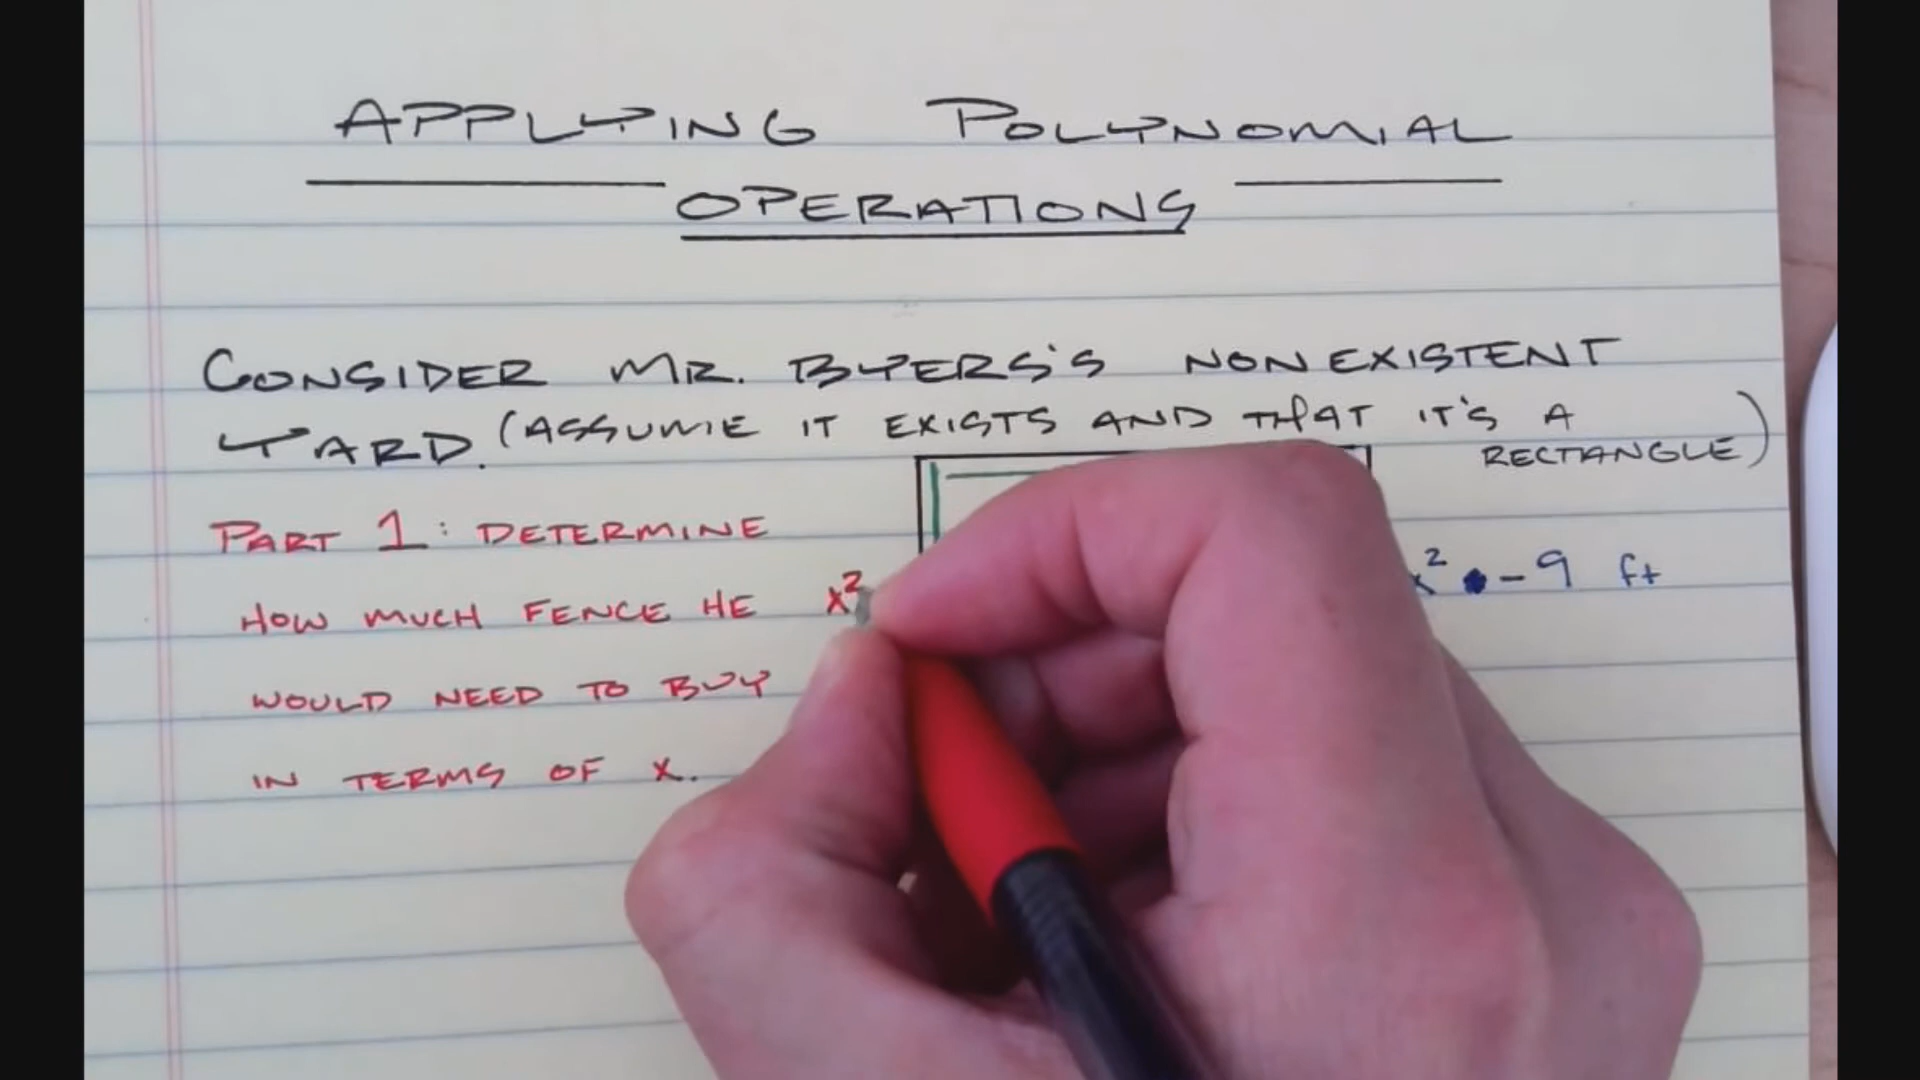 APPLYING POLYNOMIAL
OPERATIONS
CONSIDER MR. BYERS'S NONEXISTENT
YARD. (ASSUME IT EXISTS AND THAT IT'S A
RECTANGLE)
PART 1: DETERMINE
HOW MUCH FENCE HE
WOULD NEED TO BUY
IN TERMS OF X.
x²
x² - 9 ft